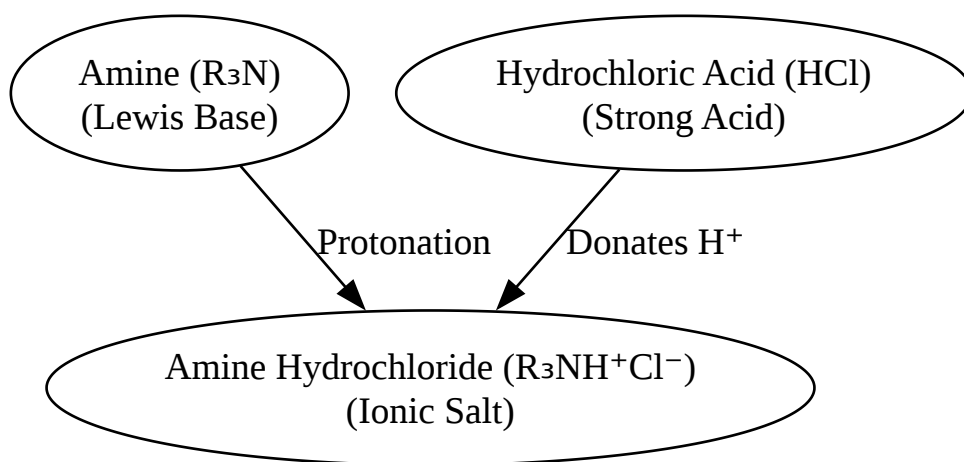 Amine (R₃N)
(Lewis Base)
Hydrochloric Acid (HCl)
(Strong Acid)
Protonation
Donates H⁺
Amine Hydrochloride (R₃NH⁺Cl⁻)
(Ionic Salt)